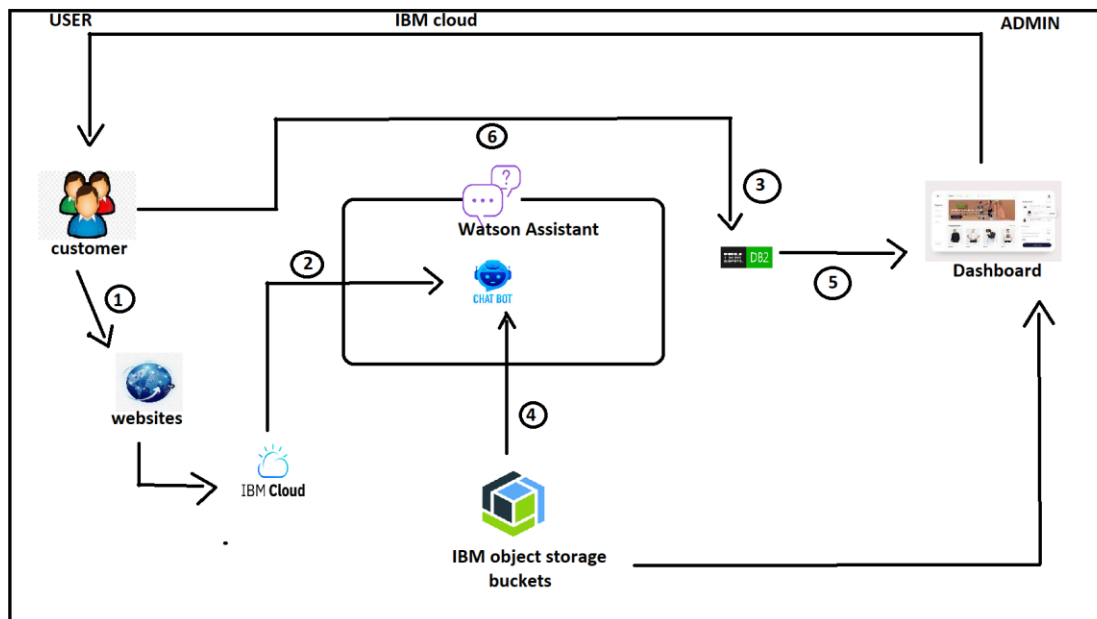 USER
IBM cloud
ADMIN
6
3
?
Watson Assistant
customer
2
DB2
Dashboard
CHAT BOT
5
1
websites
4
IBM Cloud
IBM object storage
buckets